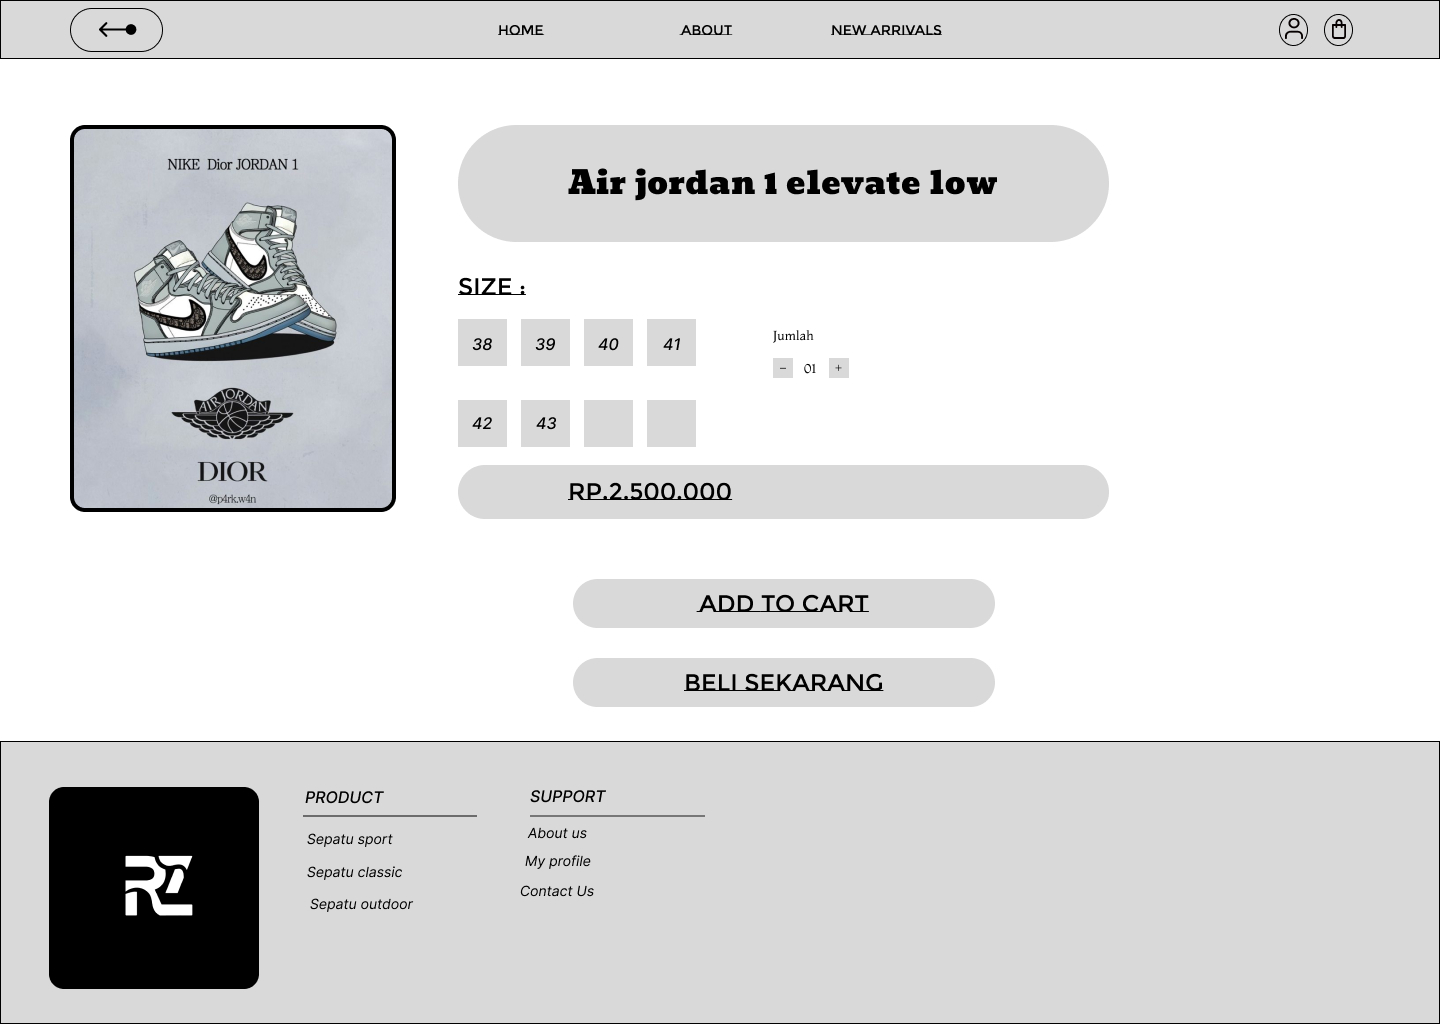 HOME
ABOUT
NEW ARRIVALS
NIKE Dior JORDAN 1
AIR JORDAN
DIOR
@p4rk.w4n
Air jordan 1 elevate low
SIZE :
38 39 40 41
Jumlah
− 01 +
42 43
RP.2.500.000
ADD TO CART
BELI SEKARANG
RZ
PRODUCT
Sepatu sport
Sepatu classic
Sepatu outdoor
SUPPORT
About us
My profile
Contact Us